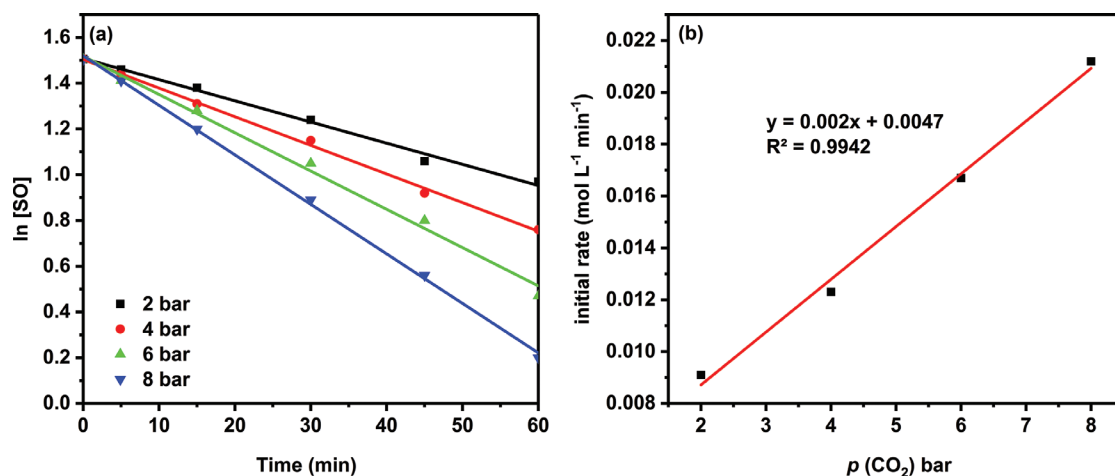 (a)
ln [SO]
1.6
1.4
1.2
1.0
0.8
0.6
0.4
0.2
0.0
2 bar
4 bar
6 bar
8 bar
0 10 20 30 40 50 60
Time (min)
(b)
initial rate (mol L⁻¹ min⁻¹)
0.022
0.020
0.018
0.016
0.014
0.012
0.010
0.008
y = 0.002x + 0.0047
R² = 0.9942
2 3 4 5 6 7 8
p (CO₂) bar